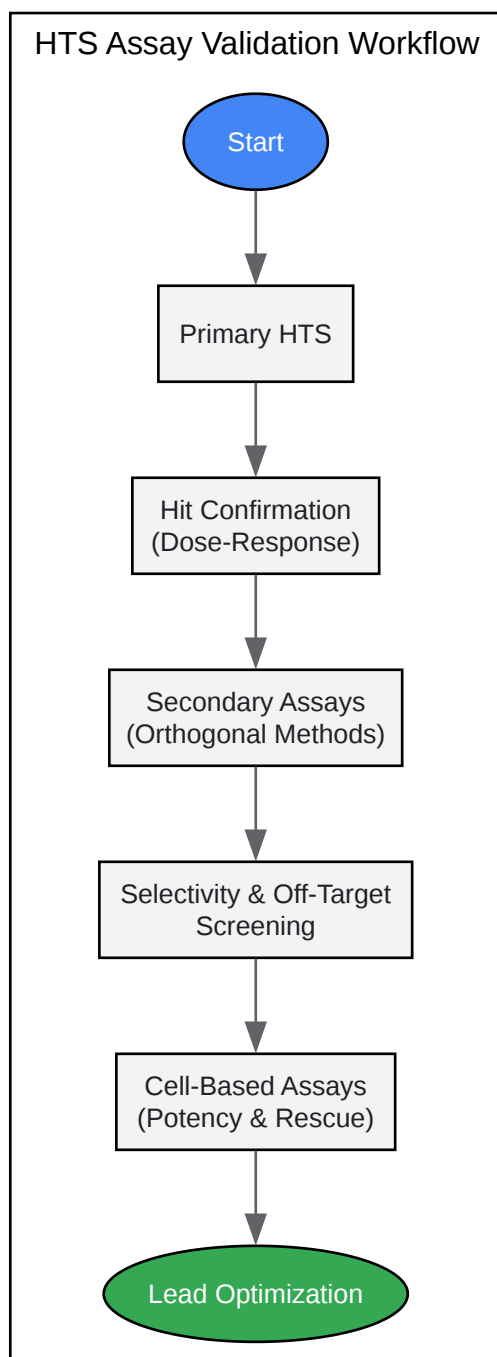 HTS Assay Validation Workflow
Start
Primary HTS
Hit Confirmation
(Dose-Response)
Secondary Assays
(Orthogonal Methods)
Selectivity & Off-Target
Screening
Cell-Based Assays
(Potency & Rescue)
Lead Optimization